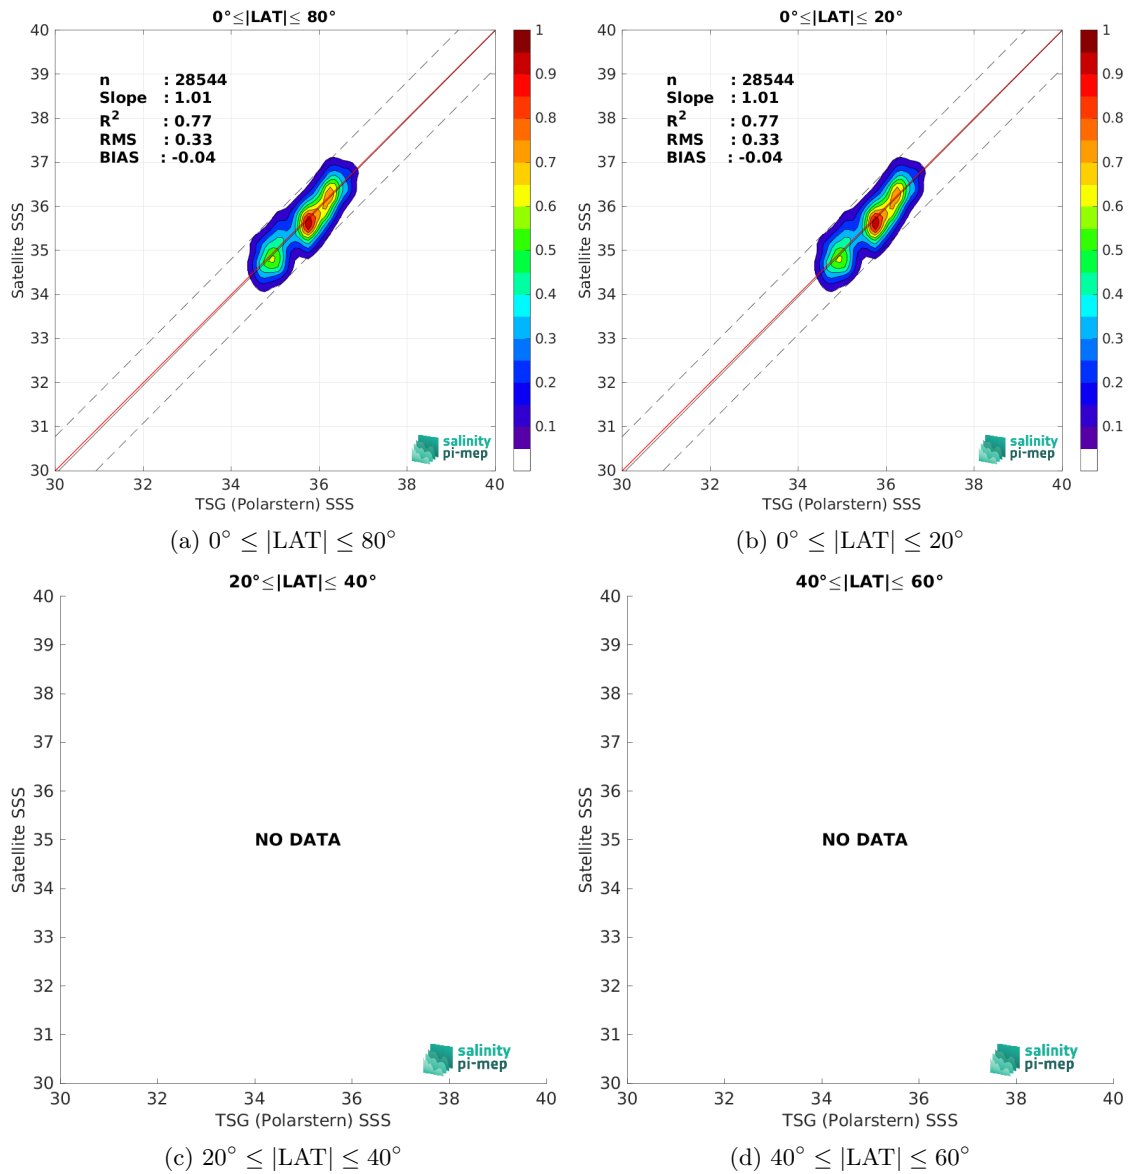 0°≤|LAT|≤ 80°
40
39
38
37
36
35
34
33
32
31
30
30
32
34
36
38
40
Satellite SSS
TSG (Polarstern) SSS
n : 28544
Slope : 1.01
R² : 0.77
RMS : 0.33
BIAS : -0.04
1
0.9
0.8
0.7
0.6
0.5
0.4
0.3
0.2
0.1
salinity
pi-mep
(a) 0° ≤ |LAT| ≤ 80°
0°≤|LAT|≤ 20°
40
39
38
37
36
35
34
33
32
31
30
30
32
34
36
38
40
Satellite SSS
TSG (Polarstern) SSS
n : 28544
Slope : 1.01
R² : 0.77
RMS : 0.33
BIAS : -0.04
1
0.9
0.8
0.7
0.6
0.5
0.4
0.3
0.2
0.1
salinity
pi-mep
(b) 0° ≤ |LAT| ≤ 20°
20°≤|LAT|≤ 40°
40
39
38
37
36
35
34
33
32
31
30
30
32
34
36
38
40
Satellite SSS
TSG (Polarstern) SSS
NO DATA
salinity
pi-mep
(c) 20° ≤ |LAT| ≤ 40°
40°≤|LAT|≤ 60°
40
39
38
37
36
35
34
33
32
31
30
30
32
34
36
38
40
Satellite SSS
TSG (Polarstern) SSS
NO DATA
salinity
pi-mep
(d) 40° ≤ |LAT| ≤ 60°